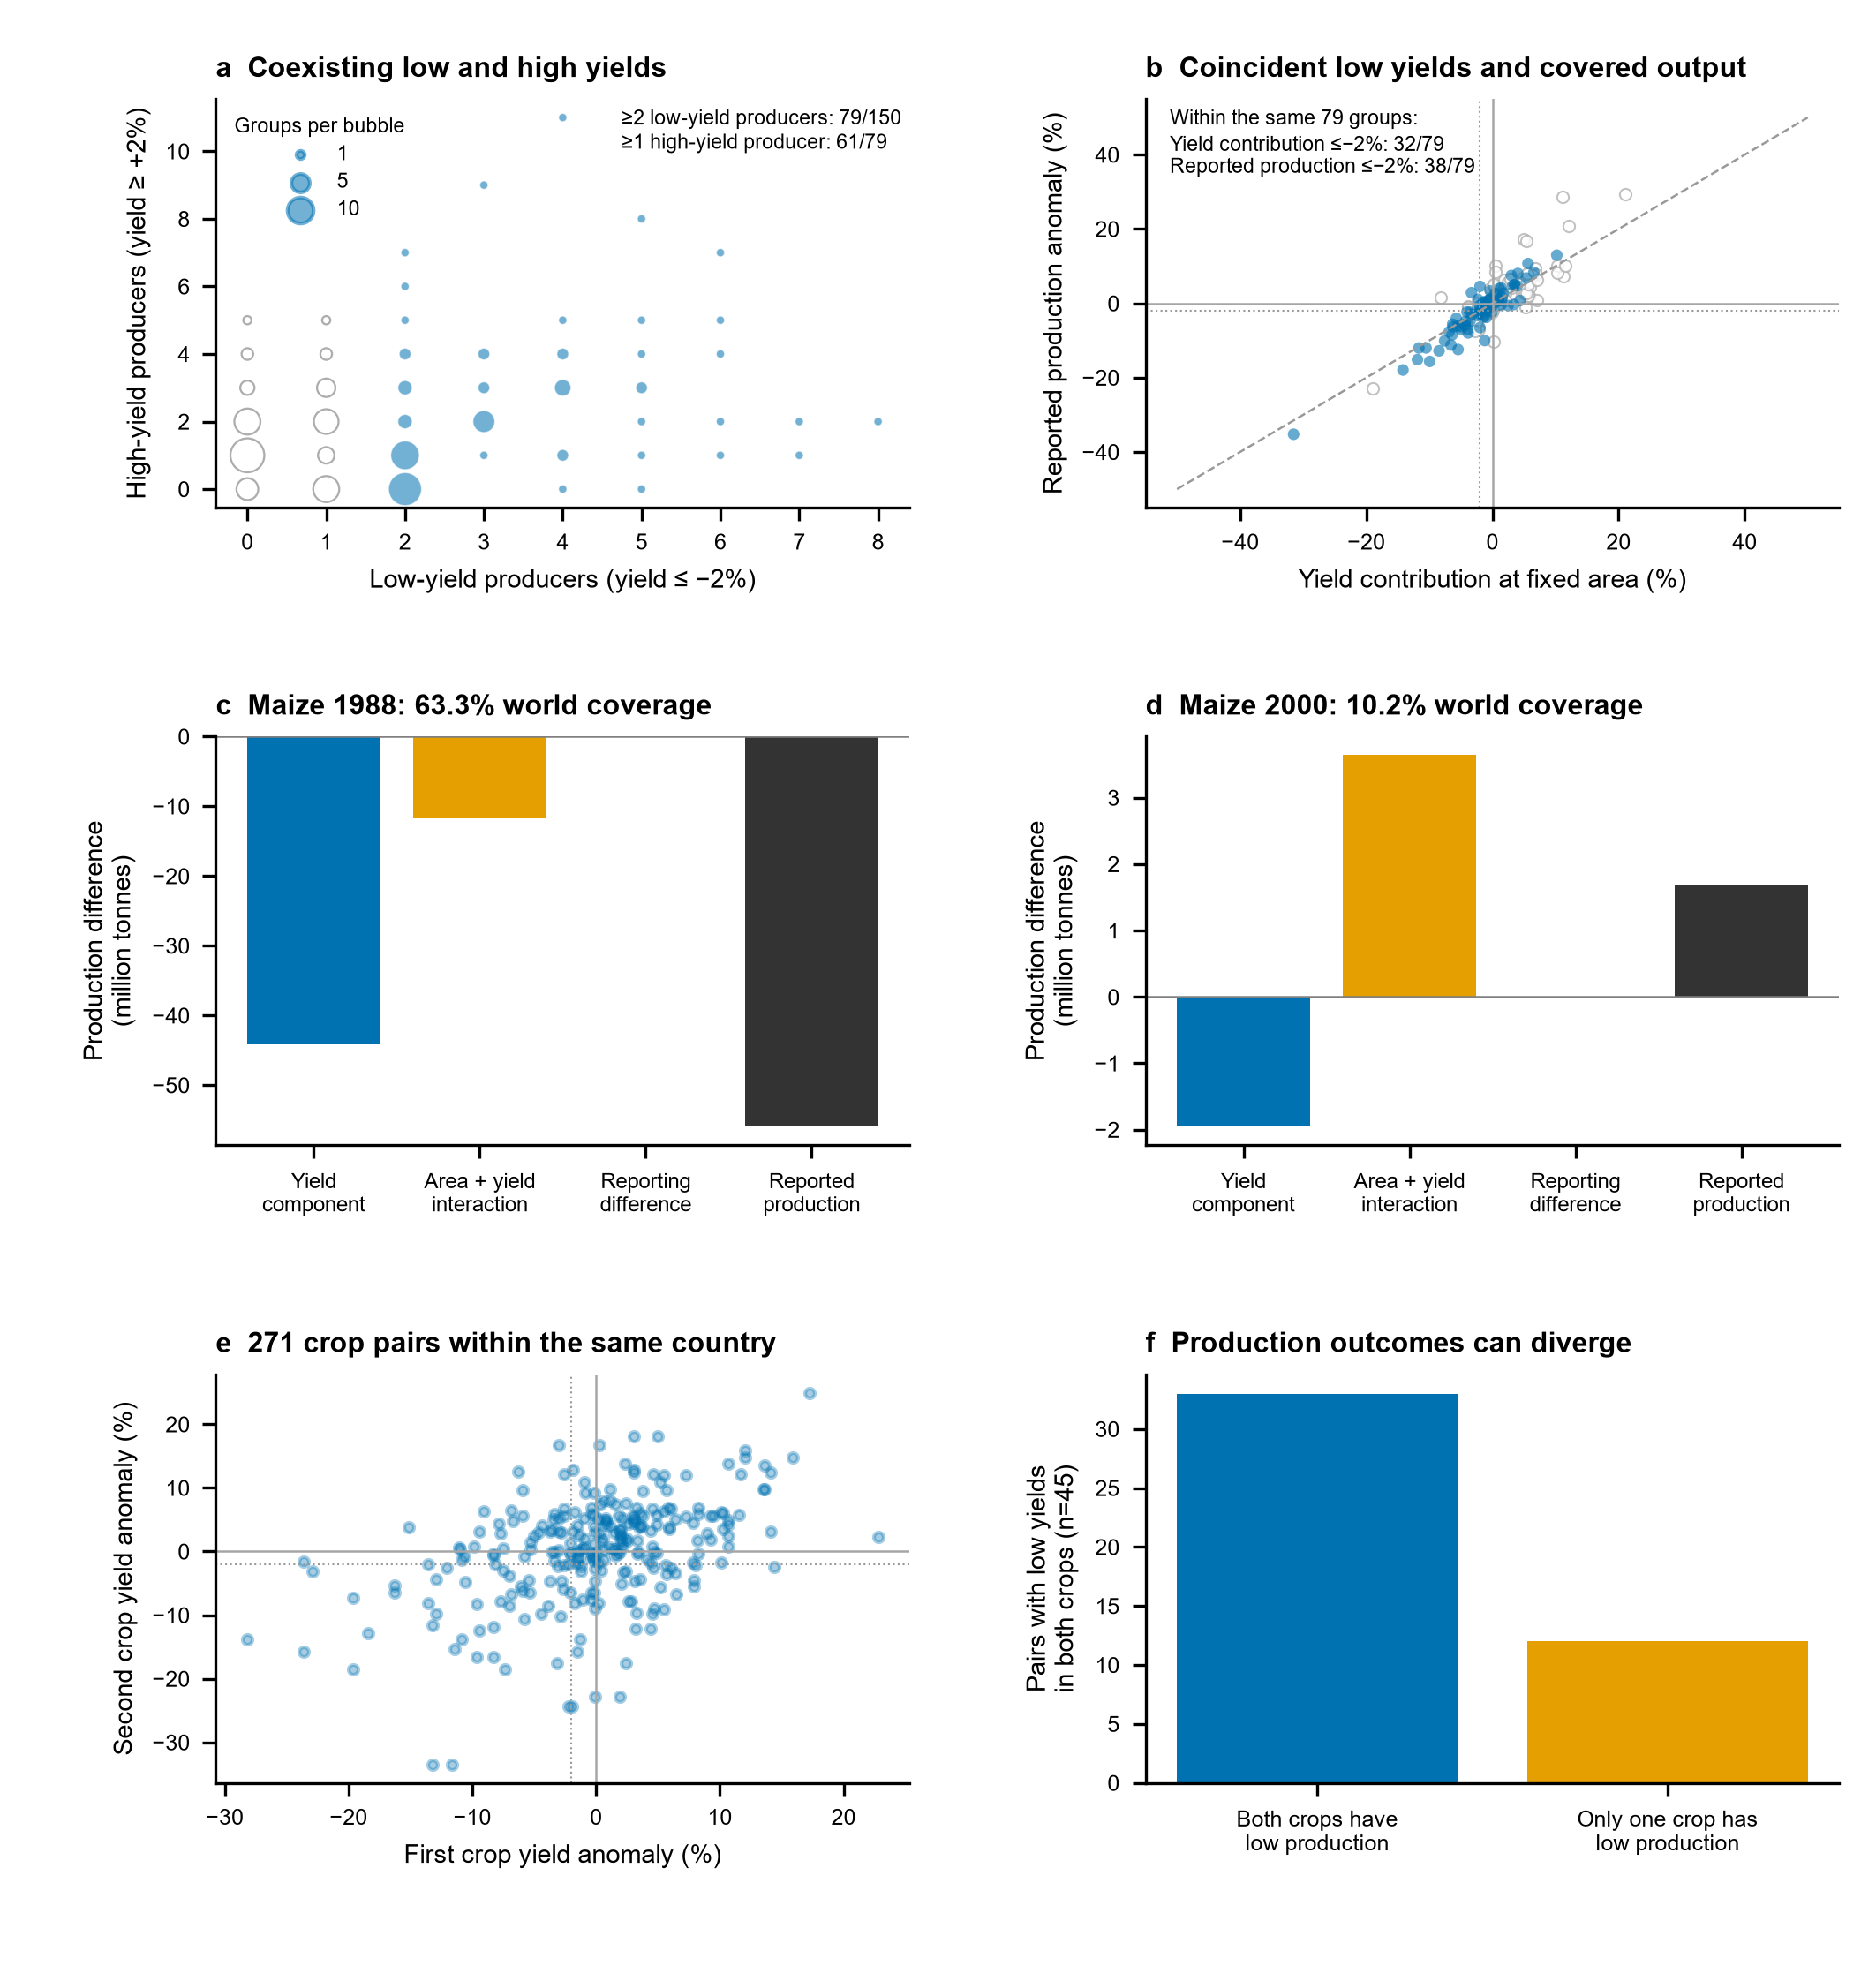 a Coexisting low and high yields
Groups per bubble
1
5
10
≥2 low-yield producers: 79/150
≥1 high-yield producer: 61/79
High-yield producers (yield ≥ +2%)
10
8
6
4
2
0
0 1 2 3 4 5 6 7 8
Low-yield producers (yield ≤ −2%)
b Coincident low yields and covered output
Within the same 79 groups:
Yield contribution ≤−2%: 32/79
Reported production ≤−2%: 38/79
Reported production anomaly (%)
40
20
0
−20
−40
−40 −20 0 20 40
Yield contribution at fixed area (%)
c Maize 1988: 63.3% world coverage
Production difference
(million tonnes)
0
−10
−20
−30
−40
−50
Yield
component
Area + yield
interaction
Reporting
difference
Reported
production
d Maize 2000: 10.2% world coverage
Production difference
(million tonnes)
3
2
1
0
−1
−2
Yield
component
Area + yield
interaction
Reporting
difference
Reported
production
e 271 crop pairs within the same country
Second crop yield anomaly (%)
20
10
0
−10
−20
−30
−30 −20 −10 0 10 20
First crop yield anomaly (%)
f Production outcomes can diverge
Pairs with low yields
in both crops (n=45)
30
25
20
15
10
5
0
Both crops have
low production
Only one crop has
low production